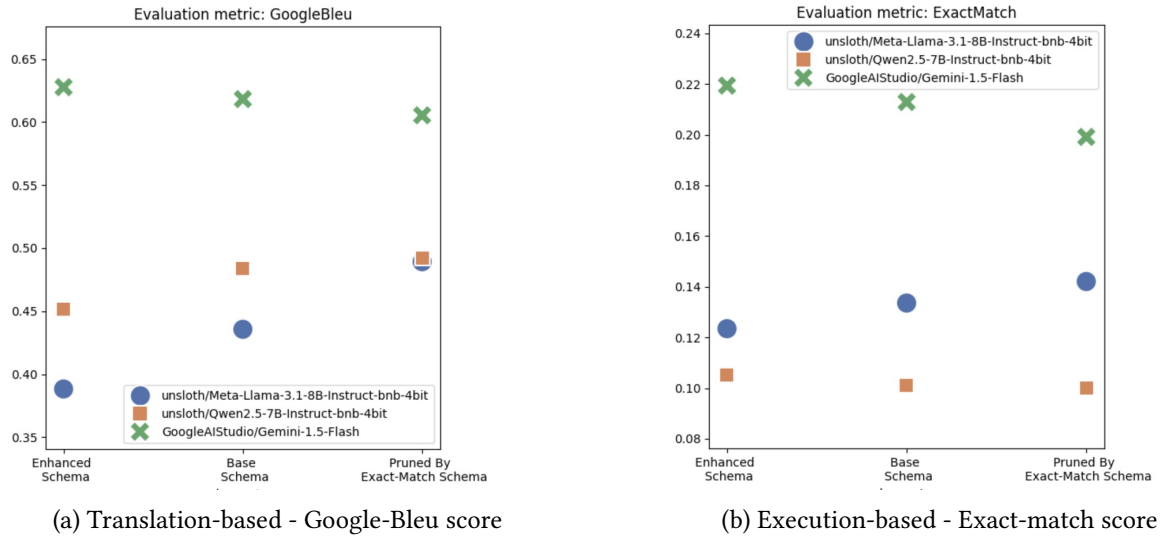 Evaluation metric: GoogleBleu
0.65
0.60
0.55
0.50
0.45
0.40
0.35
unsloth/Meta-Llama-3.1-8B-Instruct-bnb-4bit
unsloth/Qwen2.5-7B-Instruct-bnb-4bit
GoogleAIStudio/Gemini-1.5-Flash
Enhanced
Schema
Base
Schema
Pruned By
Exact-Match Schema
(a) Translation-based - Google-Bleu score
Evaluation metric: ExactMatch
0.24
0.22
0.20
0.18
0.16
0.14
0.12
0.10
0.08
unsloth/Meta-Llama-3.1-8B-Instruct-bnb-4bit
unsloth/Qwen2.5-7B-Instruct-bnb-4bit
GoogleAIStudio/Gemini-1.5-Flash
Enhanced
Schema
Base
Schema
Pruned By
Exact-Match Schema
(b) Execution-based - Exact-match score